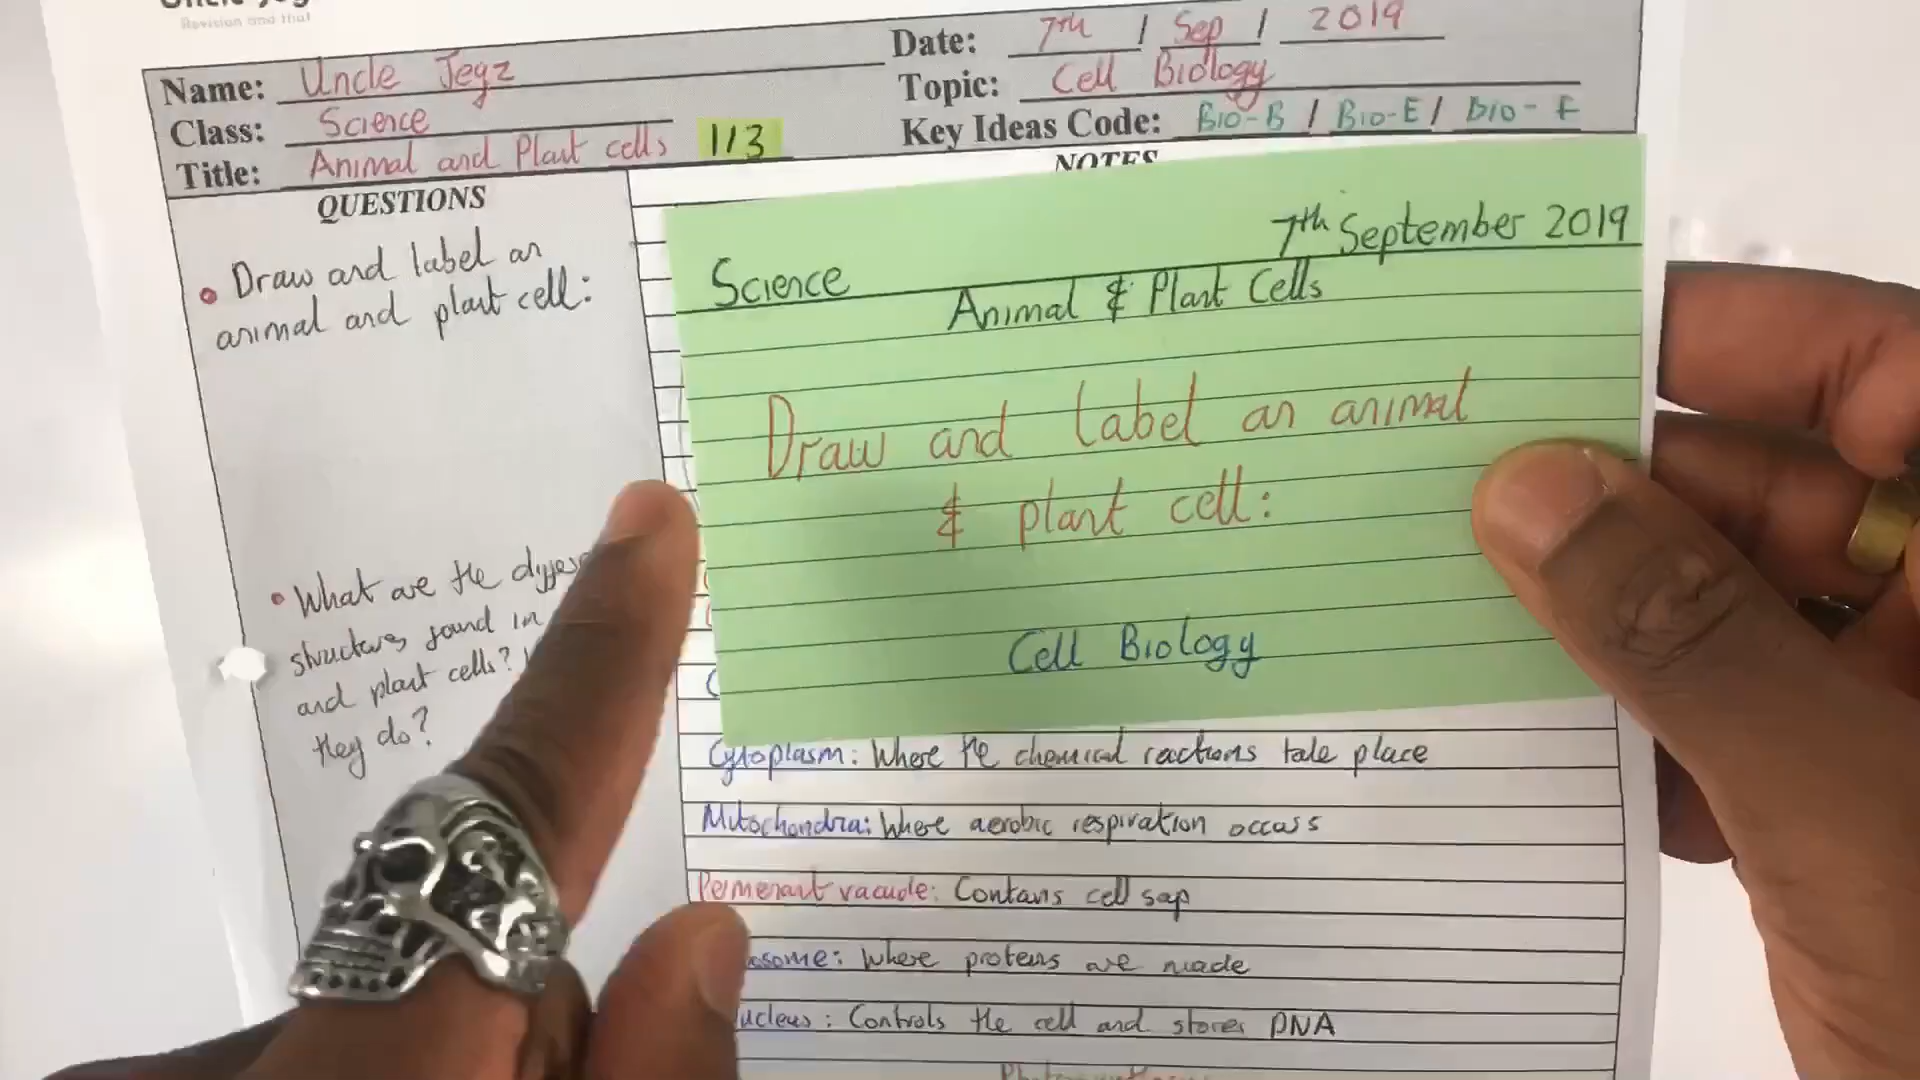 Revision and that
Name: Uncle Jegz
Class: Science
Title: Animal and Plant cells 1/3
Date: 7th / Sep / 2019
Topic: Cell Biology
Key Ideas Code: Bio-B / Bio-E / Bio-F
QUESTIONS
• Draw and label an
animal and plant cell:
• What are the
structures found in
and plant cells?
they do?
NOTES
7th September 2019
Science
Animal & Plant Cells
Draw and label an animal
& plant cell:
Cell Biology
Cytoplasm: Where the chemical reactions take place
Mitochondria: Where aerobic respiration occurs
Permenant vacuole: Contains cell sap
Where proteins are made
Controls the cell and stores DNA